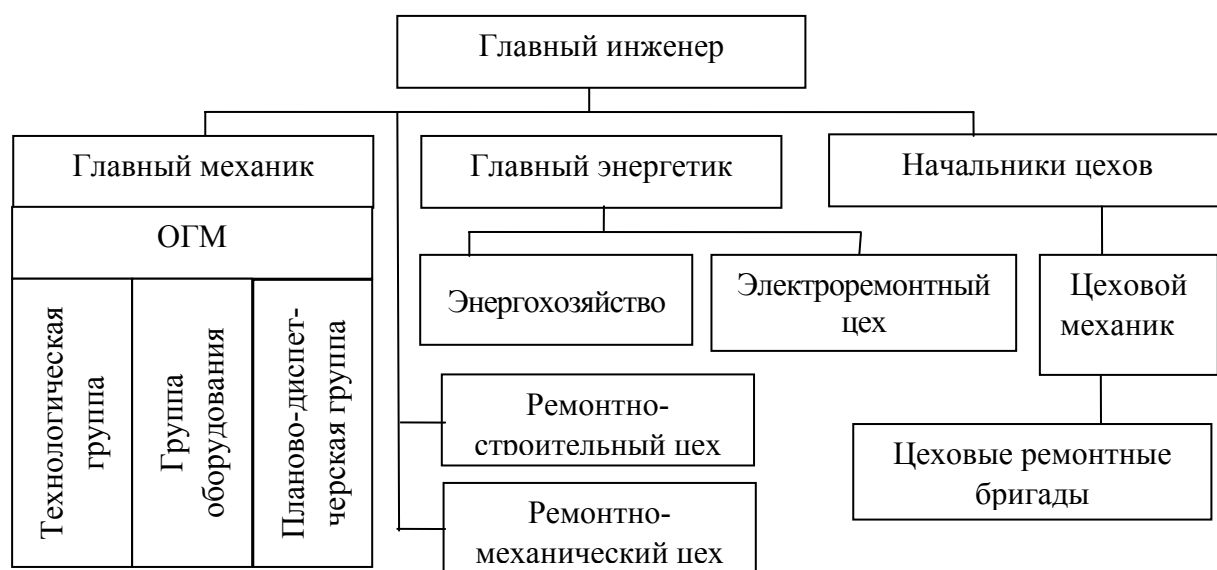 Главный инженер
Главный механик
Главный энергетик
Начальники цехов
ОГМ
Технологическая
группа
Группа
оборудования
Планово-диспет-
черская группа
Энергохозяйство
Электроремонтный
цех
Цеховой
механик
Ремонтно-
строительный цех
Цеховые ремонтные
бригады
Ремонтно-
механический цех